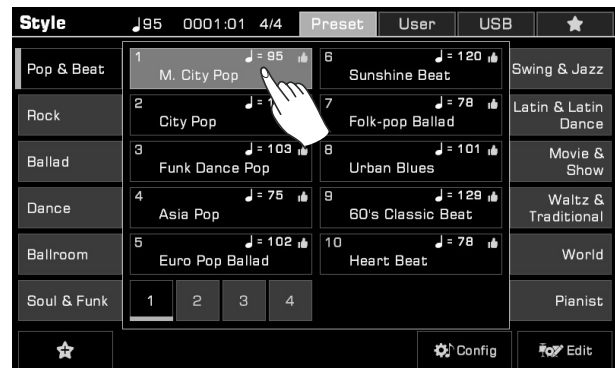 Style ♩95 0001:01 4/4 Preset User USB
Pop & Beat
Rock
Ballad
Dance
Ballroom
Soul & Funk
1 ♩= 95
M. City Pop
2
City Pop
3 ♩= 103
Funk Dance Pop
4 ♩= 75
Asia Pop
5 ♩= 102
Euro Pop Ballad
6 ♩= 120
Sunshine Beat
7 ♩= 78
Folk-pop Ballad
8 ♩= 101
Urban Blues
9 ♩= 129
60's Classic Beat
10 ♩= 78
Heart Beat
1 2 3 4
Swing & Jazz
Latin & Latin
Dance
Movie &
Show
Waltz &
Traditional
World
Pianist
Config Edit